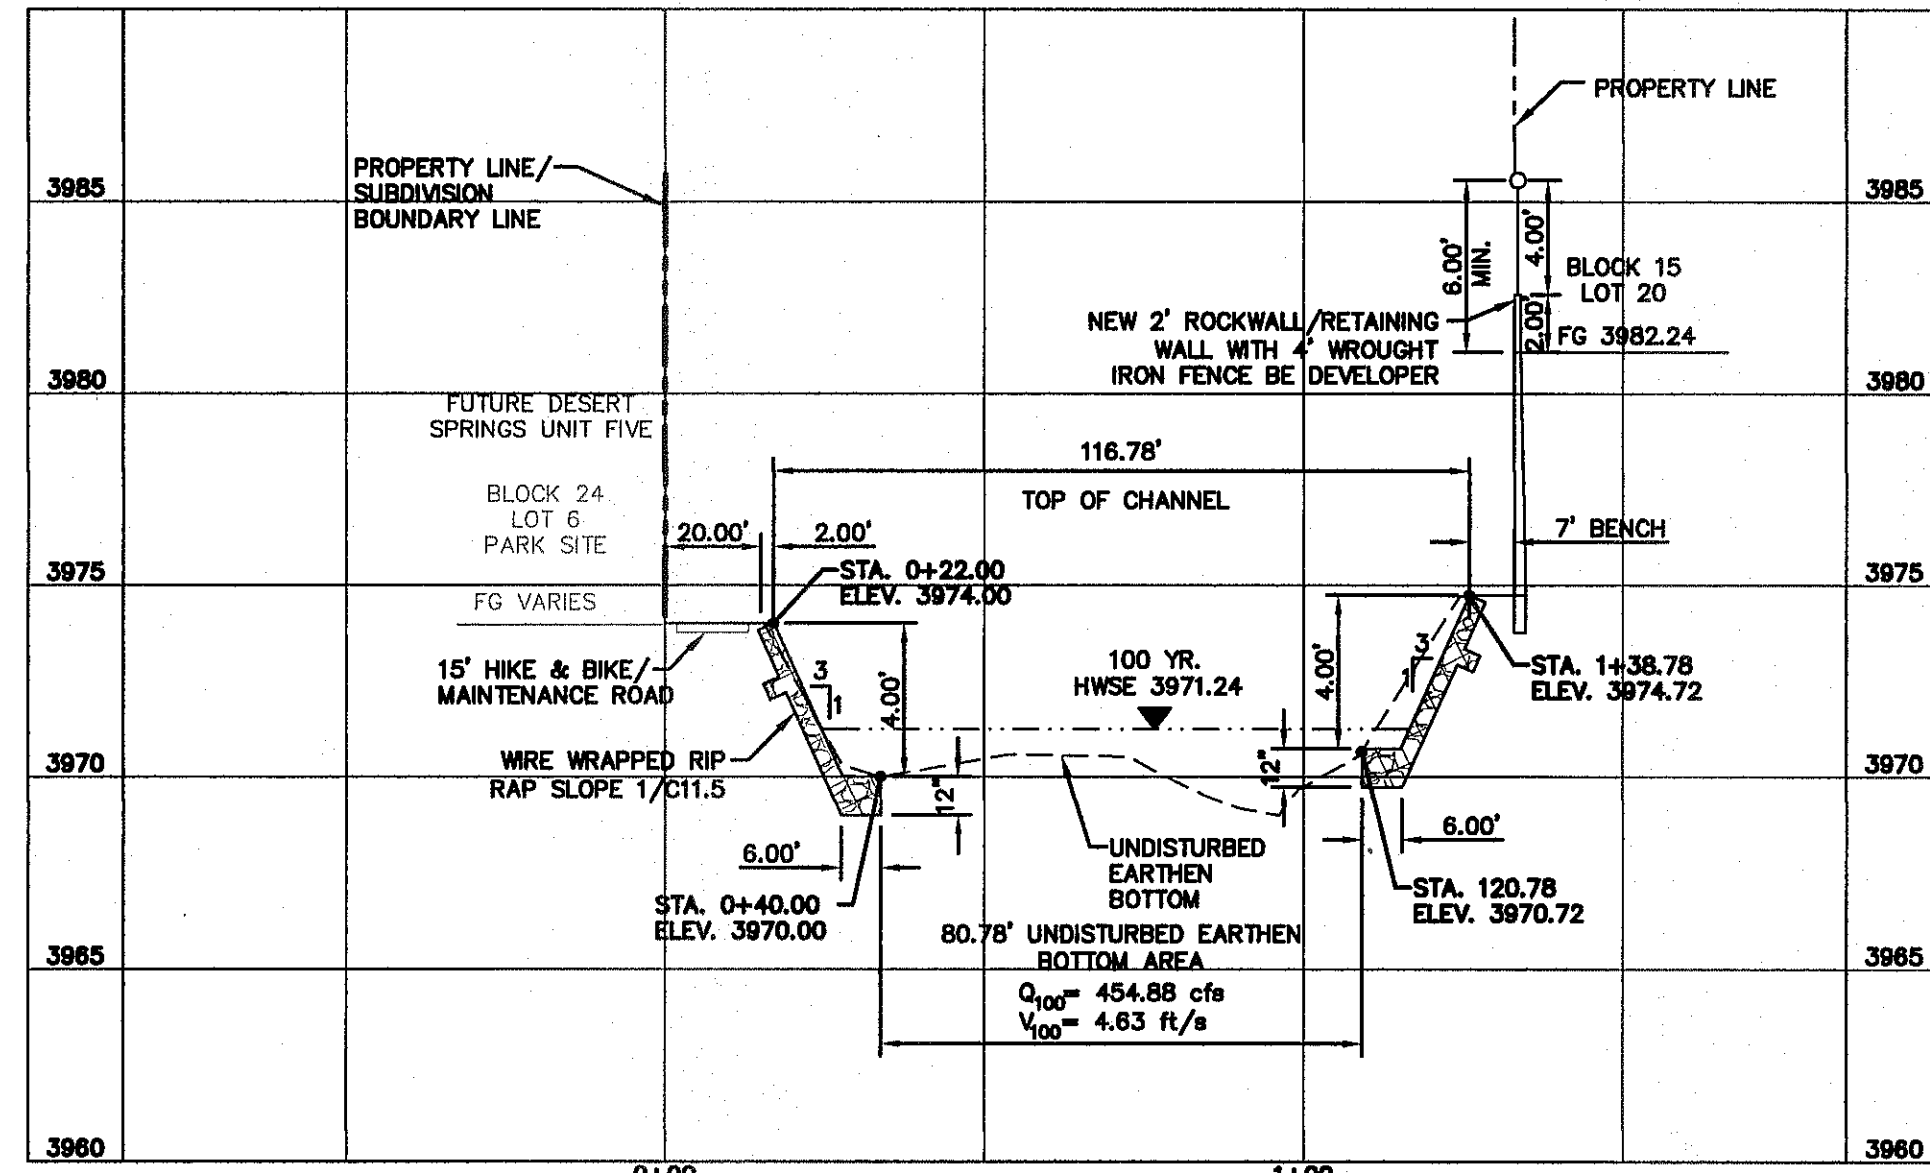 PROPERTY LINE
PROPERTY LINE/
SUBDIVISION
BOUNDARY LINE
3985
3985
6.00'
MIN.
4.00'
BLOCK 15
LOT 20
2.00'
FG 3982.24
NEW 2' ROCKWALL/RETAINING
WALL WITH 4' WROUGHT
IRON FENCE BE DEVELOPER
3980
3980
FUTURE DESERT
SPRINGS UNIT FIVE
116.78'
TOP OF CHANNEL
BLOCK 24
LOT 6
PARK SITE
20.00'
2.00'
7' BENCH
3975
3975
STA. 0+22.00
ELEV. 3974.00
FG VARIES
15' HIKE & BIKE/
MAINTENANCE ROAD
3
1
4.00'
100 YR.
HWSE 3971.24
4.00'
3
1
STA. 1+38.78
ELEV. 3974.72
WIRE WRAPPED RIP
RAP SLOPE 1/C11.5
3970
3970
12"
12"
6.00'
6.00'
UNDISTURBED
EARTHEN
BOTTOM
STA. 0+40.00
ELEV. 3970.00
STA. 120.78
ELEV. 3970.72
80.78' UNDISTURBED EARTHEN
BOTTOM AREA
3965
3965
Q100= 454.88 cfs
V100= 4.63 ft/s
3960
3960
0+00
1+00